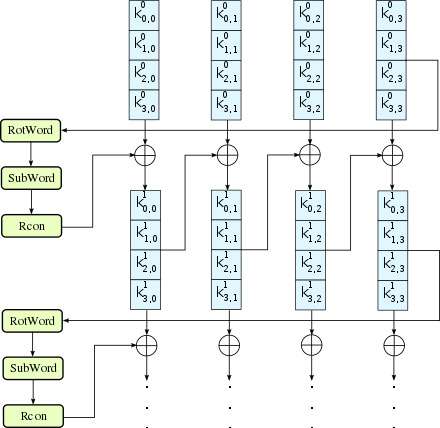 k⁰₀,₀ k⁰₀,₁ k⁰₀,₂ k⁰₀,₃
k⁰₁,₀ k⁰₁,₁ k⁰₁,₂ k⁰₁,₃
k⁰₂,₀ k⁰₂,₁ k⁰₂,₂ k⁰₂,₃
k⁰₃,₀ k⁰₃,₁ k⁰₃,₂ k⁰₃,₃
RotWord
SubWord
Rcon
k¹₀,₀ k¹₀,₁ k¹₀,₂ k¹₀,₃
k¹₁,₀ k¹₁,₁ k¹₁,₂ k¹₁,₃
k¹₂,₀ k¹₂,₁ k¹₂,₂ k¹₂,₃
k¹₃,₀ k¹₃,₁ k¹₃,₂ k¹₃,₃
RotWord
SubWord
Rcon